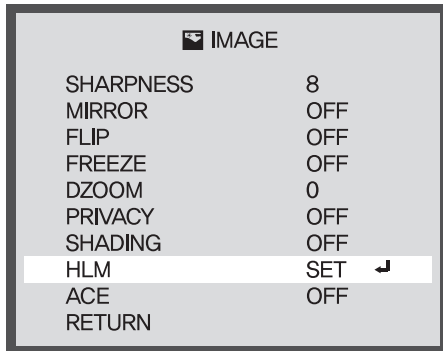 IMAGE
SHARPNESS 8
MIRROR OFF
FLIP OFF
FREEZE OFF
DZOOM 0
PRIVACY OFF
SHADING OFF
HLM SET ↵
ACE OFF
RETURN